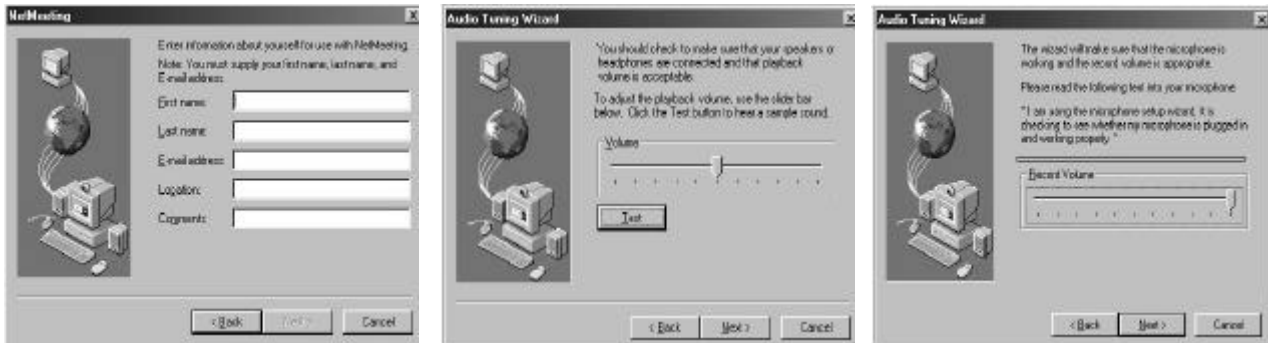 NetMeeting
Enter information about yourself for use with NetMeeting.
Note: You must supply your first name, last name, and
E-mail address.
First name:
Last name:
E-mail address:
Location:
Comments:
< Back
Next >
Cancel
Audio Tuning Wizard
You should check to make sure that your speakers or
headphones are connected and that playback
volume is acceptable.
To adjust the playback volume, use the slider bar
below. Click the Test button to hear a sample sound.
Volume
Test
< Back
Next >
Cancel
Audio Tuning Wizard
The wizard will make sure that the microphone is
working and the record volume is appropriate.
Please read the following text into your microphone:
"I am using the microphone setup wizard. It is
checking to see whether my microphone is plugged in
and working properly."
Record Volume
< Back
Next >
Cancel